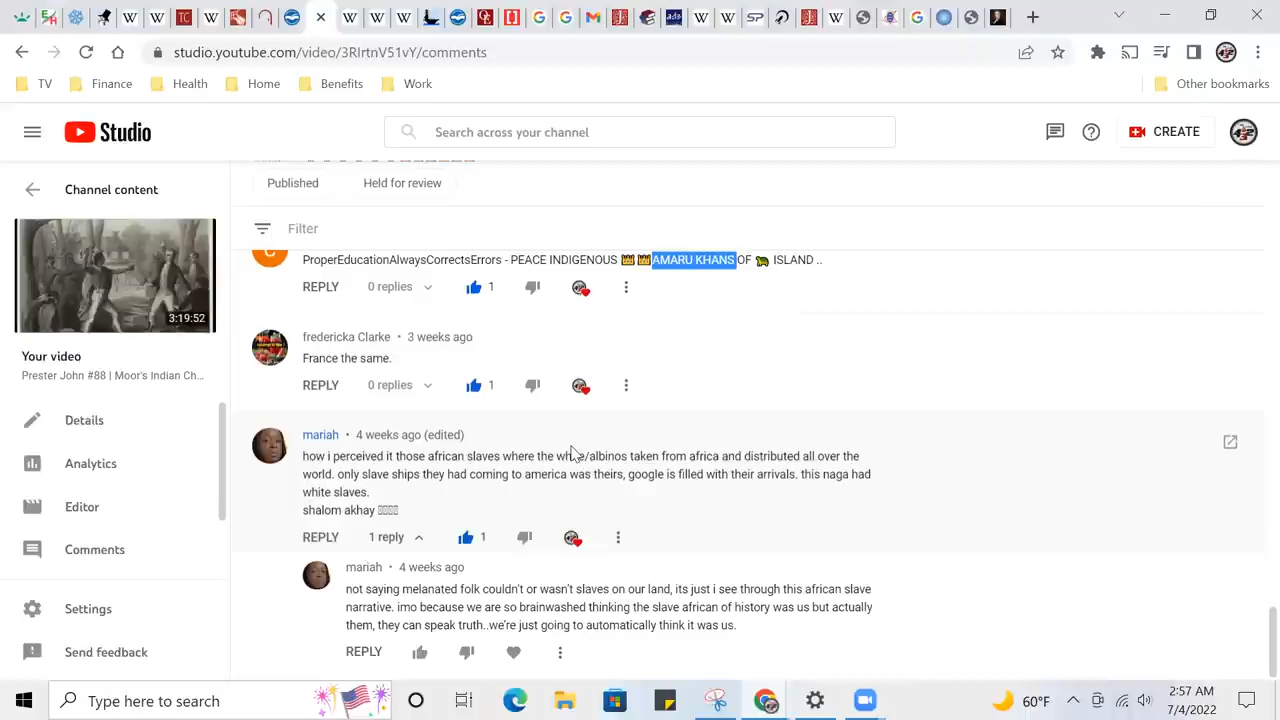 studio.youtube.com/video/3RIrtnV51vY/comments
TV
Finance
Health
Home
Benefits
Work
Other bookmarks
Studio
Search across your channel
CREATE
Channel content
Published
Held for review
Filter
3:19:52
Your video
Prester John #88 | Moor's Indian Ch...
Details
Analytics
Editor
Comments
Settings
Send feedback
ProperEducationAlwaysCorrectsErrors - PEACE INDIGENOUS 👑 👑AMARU KHANS OF 🐅 ISLAND ..
REPLY 0 replies 1
fredericka Clarke • 3 weeks ago
France the same.
REPLY 0 replies 1
mariah • 4 weeks ago (edited)
how i perceived it those african slaves where the white/albinos taken from africa and distributed all over the
world. only slave ships they had coming to america was theirs, google is filled with their arrivals. this naga had
white slaves.
shalom akhay
REPLY 1 reply 1
mariah • 4 weeks ago
not saying melanated folk couldn't or wasn't slaves on our land, its just i see through this african slave
narrative. imo because we are so brainwashed thinking the slave african of history was us but actually
them, they can speak truth..we're just going to automatically think it was us.
REPLY
Type here to search
60°F
2:57 AM
7/4/2022